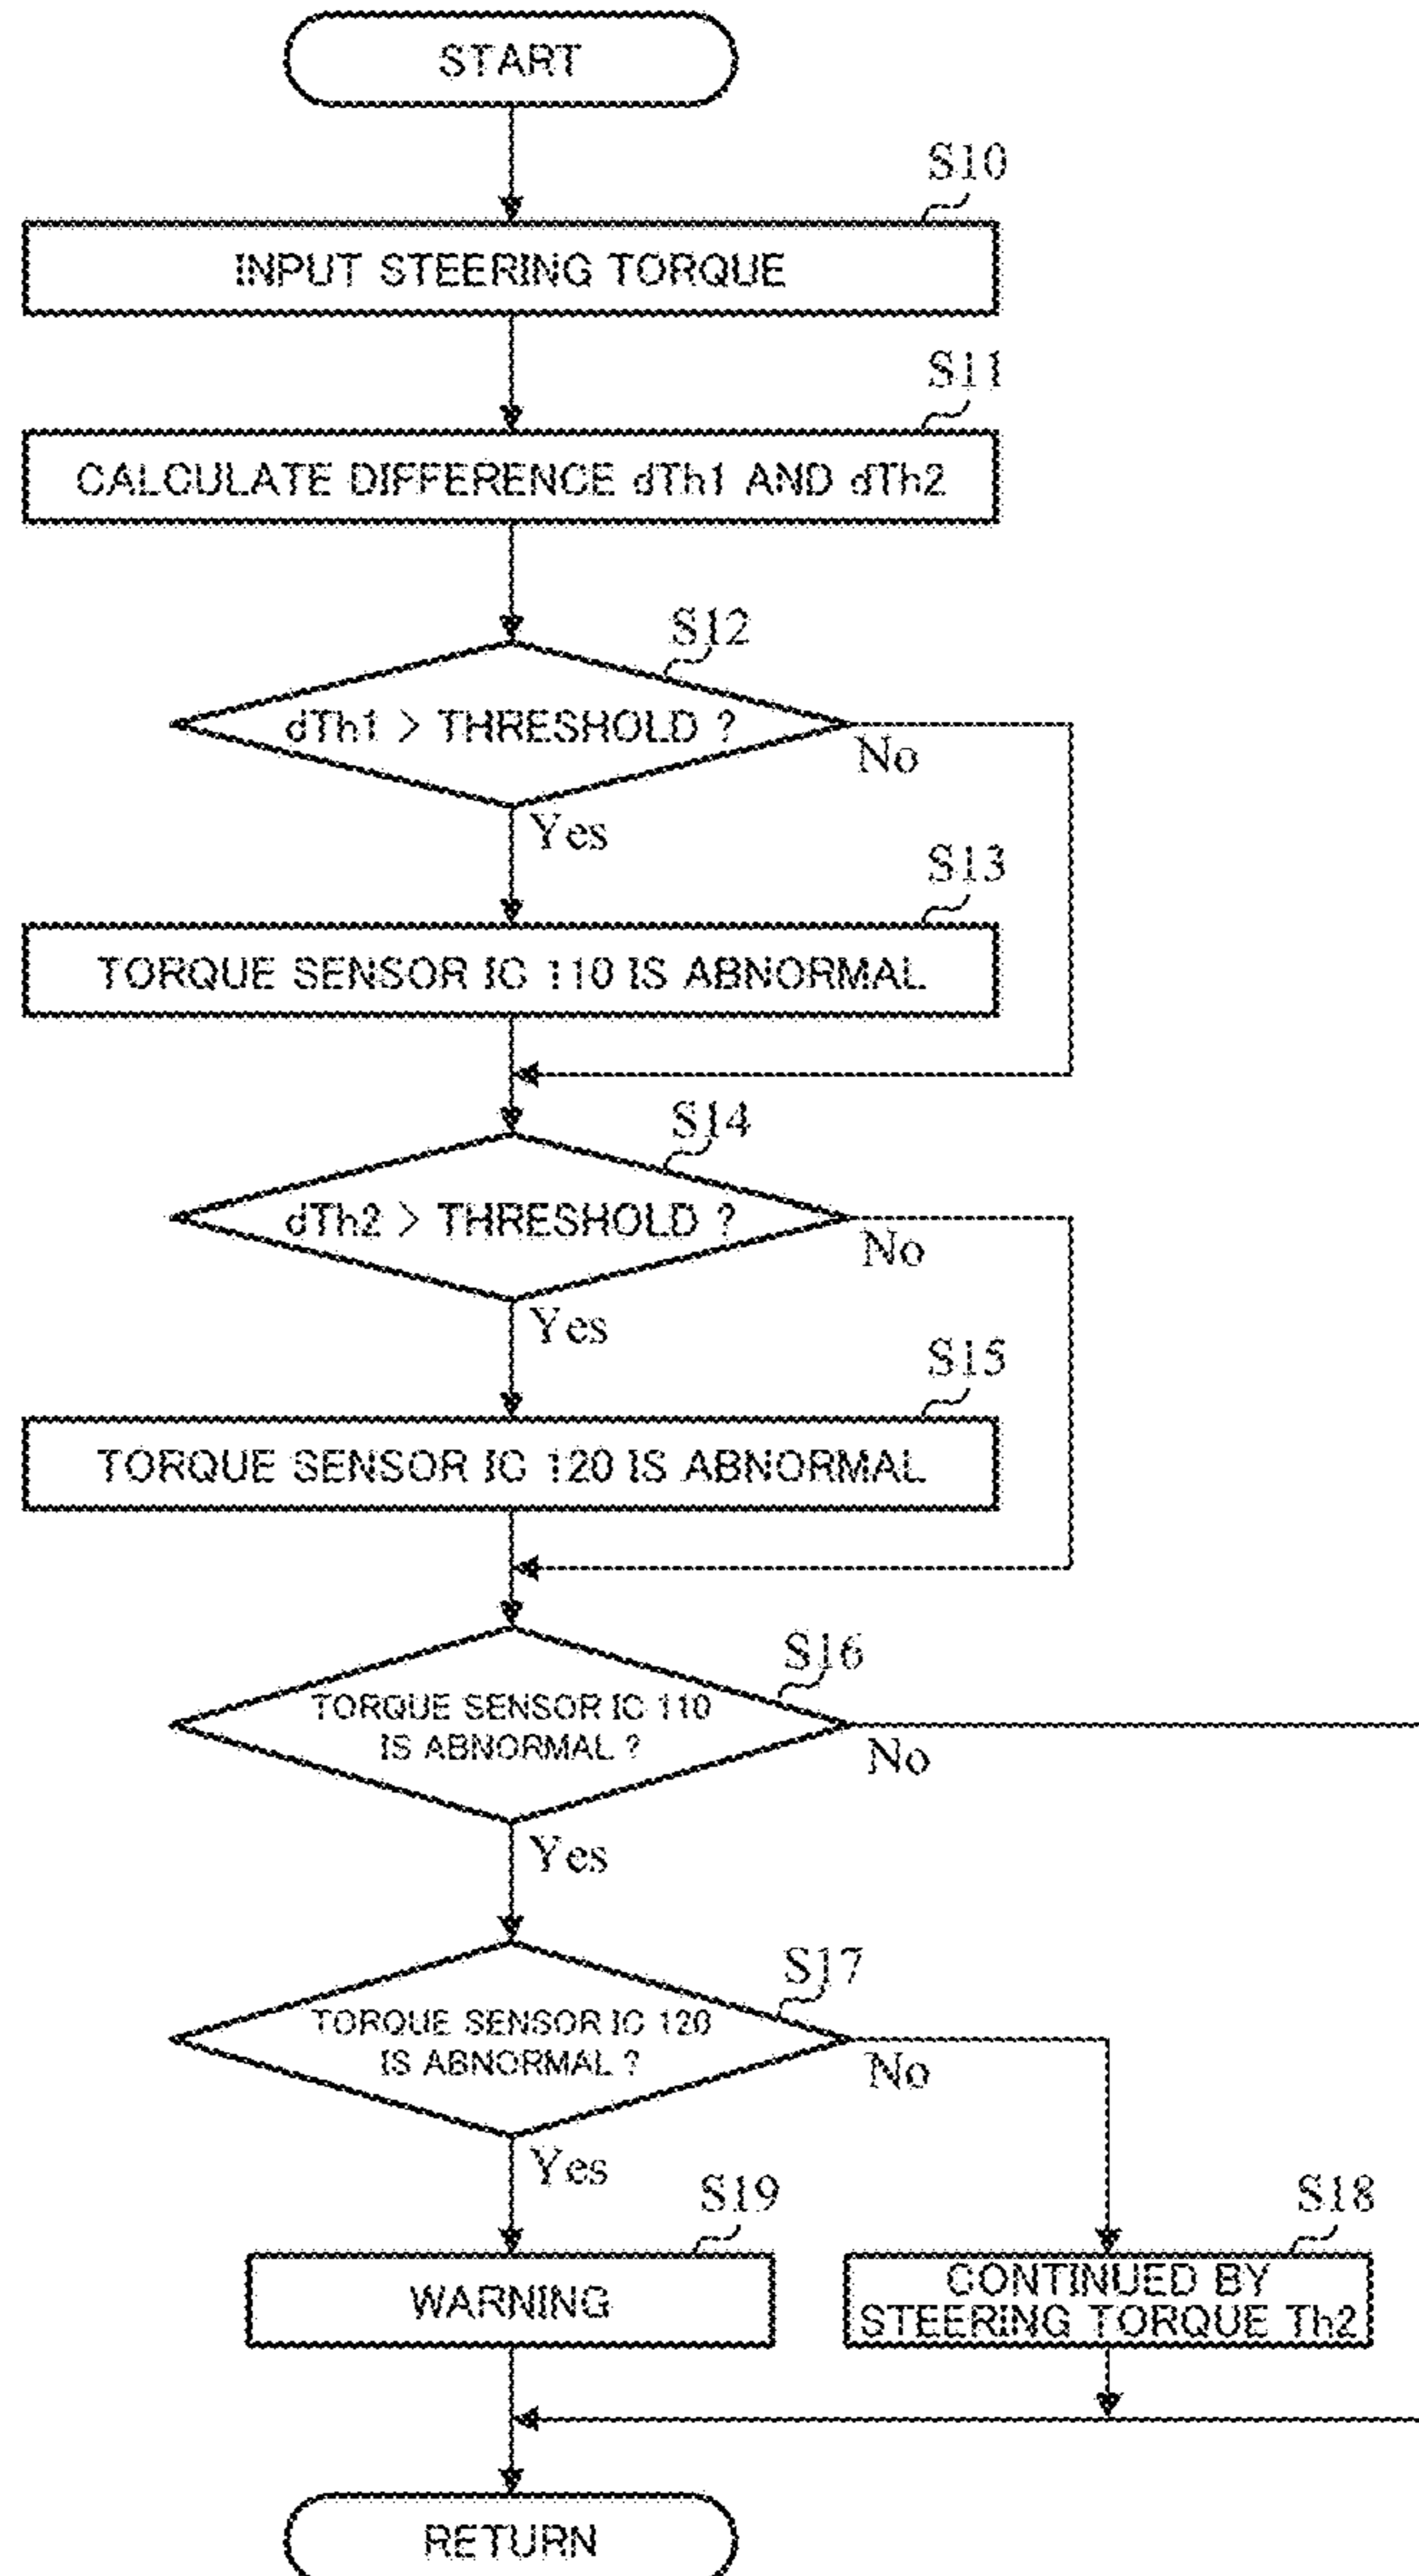 START
S10
INPUT STEERING TORQUE
S11
CALCULATE DIFFERENCE dTh1 AND dTh2
S12
dTh1 > THRESHOLD ?
No
Yes
S13
TORQUE SENSOR IC 110 IS ABNORMAL
S14
dTh2 > THRESHOLD ?
No
Yes
S15
TORQUE SENSOR IC 120 IS ABNORMAL
S16
TORQUE SENSOR IC 110
IS ABNORMAL ?
No
Yes
S17
TORQUE SENSOR IC 120
IS ABNORMAL ?
No
Yes
S19
WARNING
S18
CONTINUED BY
STEERING TORQUE Th2
RETURN